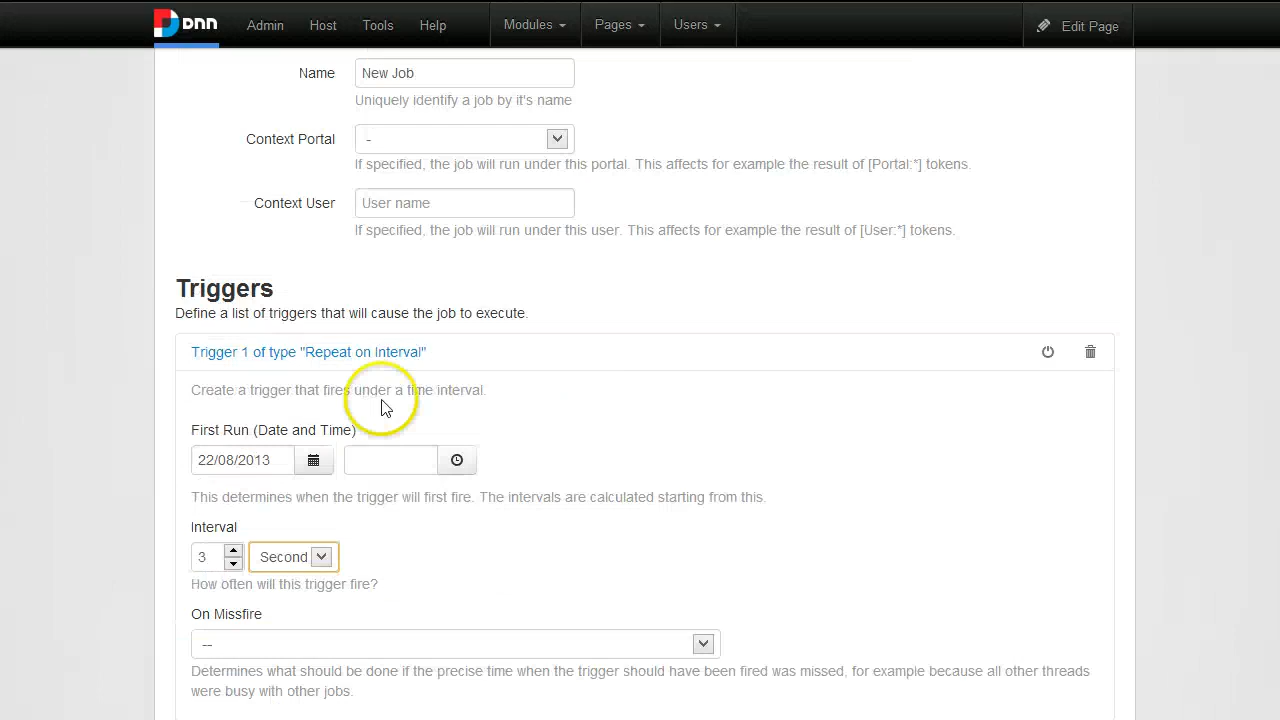 DNN Admin Host Tools Help Modules Pages Users Edit Page
Name New Job
Uniquely identify a job by it's name
Context Portal -
If specified, the job will run under this portal. This affects for example the result of [Portal:*] tokens.
Context User User name
If specified, the job will run under this user. This affects for example the result of [User:*] tokens.
Triggers
Define a list of triggers that will cause the job to execute.
Trigger 1 of type "Repeat on Interval"
Create a trigger that fires under a time interval.
First Run (Date and Time)
22/08/2013
This determines when the trigger will first fire. The intervals are calculated starting from this.
Interval
3 Second
How often will this trigger fire?
On Missfire
--
Determines what should be done if the precise time when the trigger should have been fired was missed, for example because all other threads
were busy with other jobs.